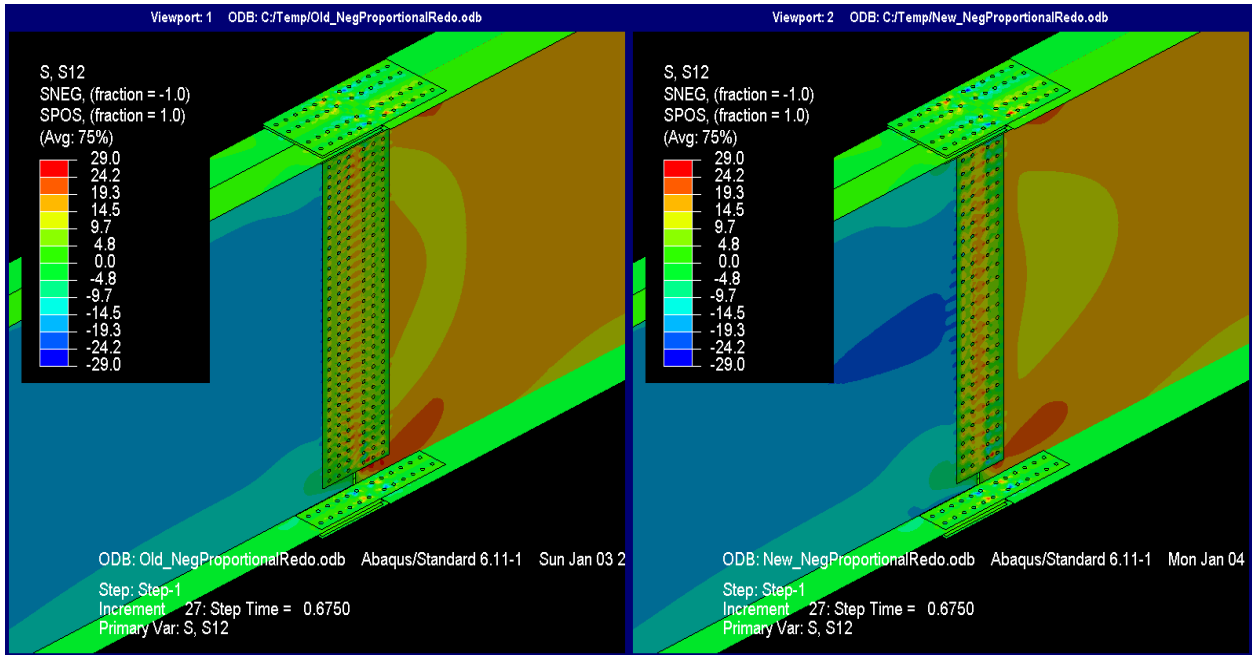 Viewport: 1 ODB: C:/Temp/Old_NegProportionalRedo.odb
S, S12
SNEG, (fraction = -1.0)
SPOS, (fraction = 1.0)
(Avg: 75%)
29.0
24.2
19.3
14.5
9.7
4.8
0.0
-4.8
-9.7
-14.5
-19.3
-24.2
-29.0
ODB: Old_NegProportionalRedo.odb Abaqus/Standard 6.11-1 Sun Jan 03 2
Step: Step-1
Increment 27: Step Time = 0.6750
Primary Var: S, S12
Viewport: 2 ODB: C:/Temp/New_NegProportionalRedo.odb
S, S12
SNEG, (fraction = -1.0)
SPOS, (fraction = 1.0)
(Avg: 75%)
29.0
24.2
19.3
14.5
9.7
4.8
0.0
-4.8
-9.7
-14.5
-19.3
-24.2
-29.0
ODB: New_NegProportionalRedo.odb Abaqus/Standard 6.11-1 Mon Jan 04
Step: Step-1
Increment 27: Step Time = 0.6750
Primary Var: S, S12